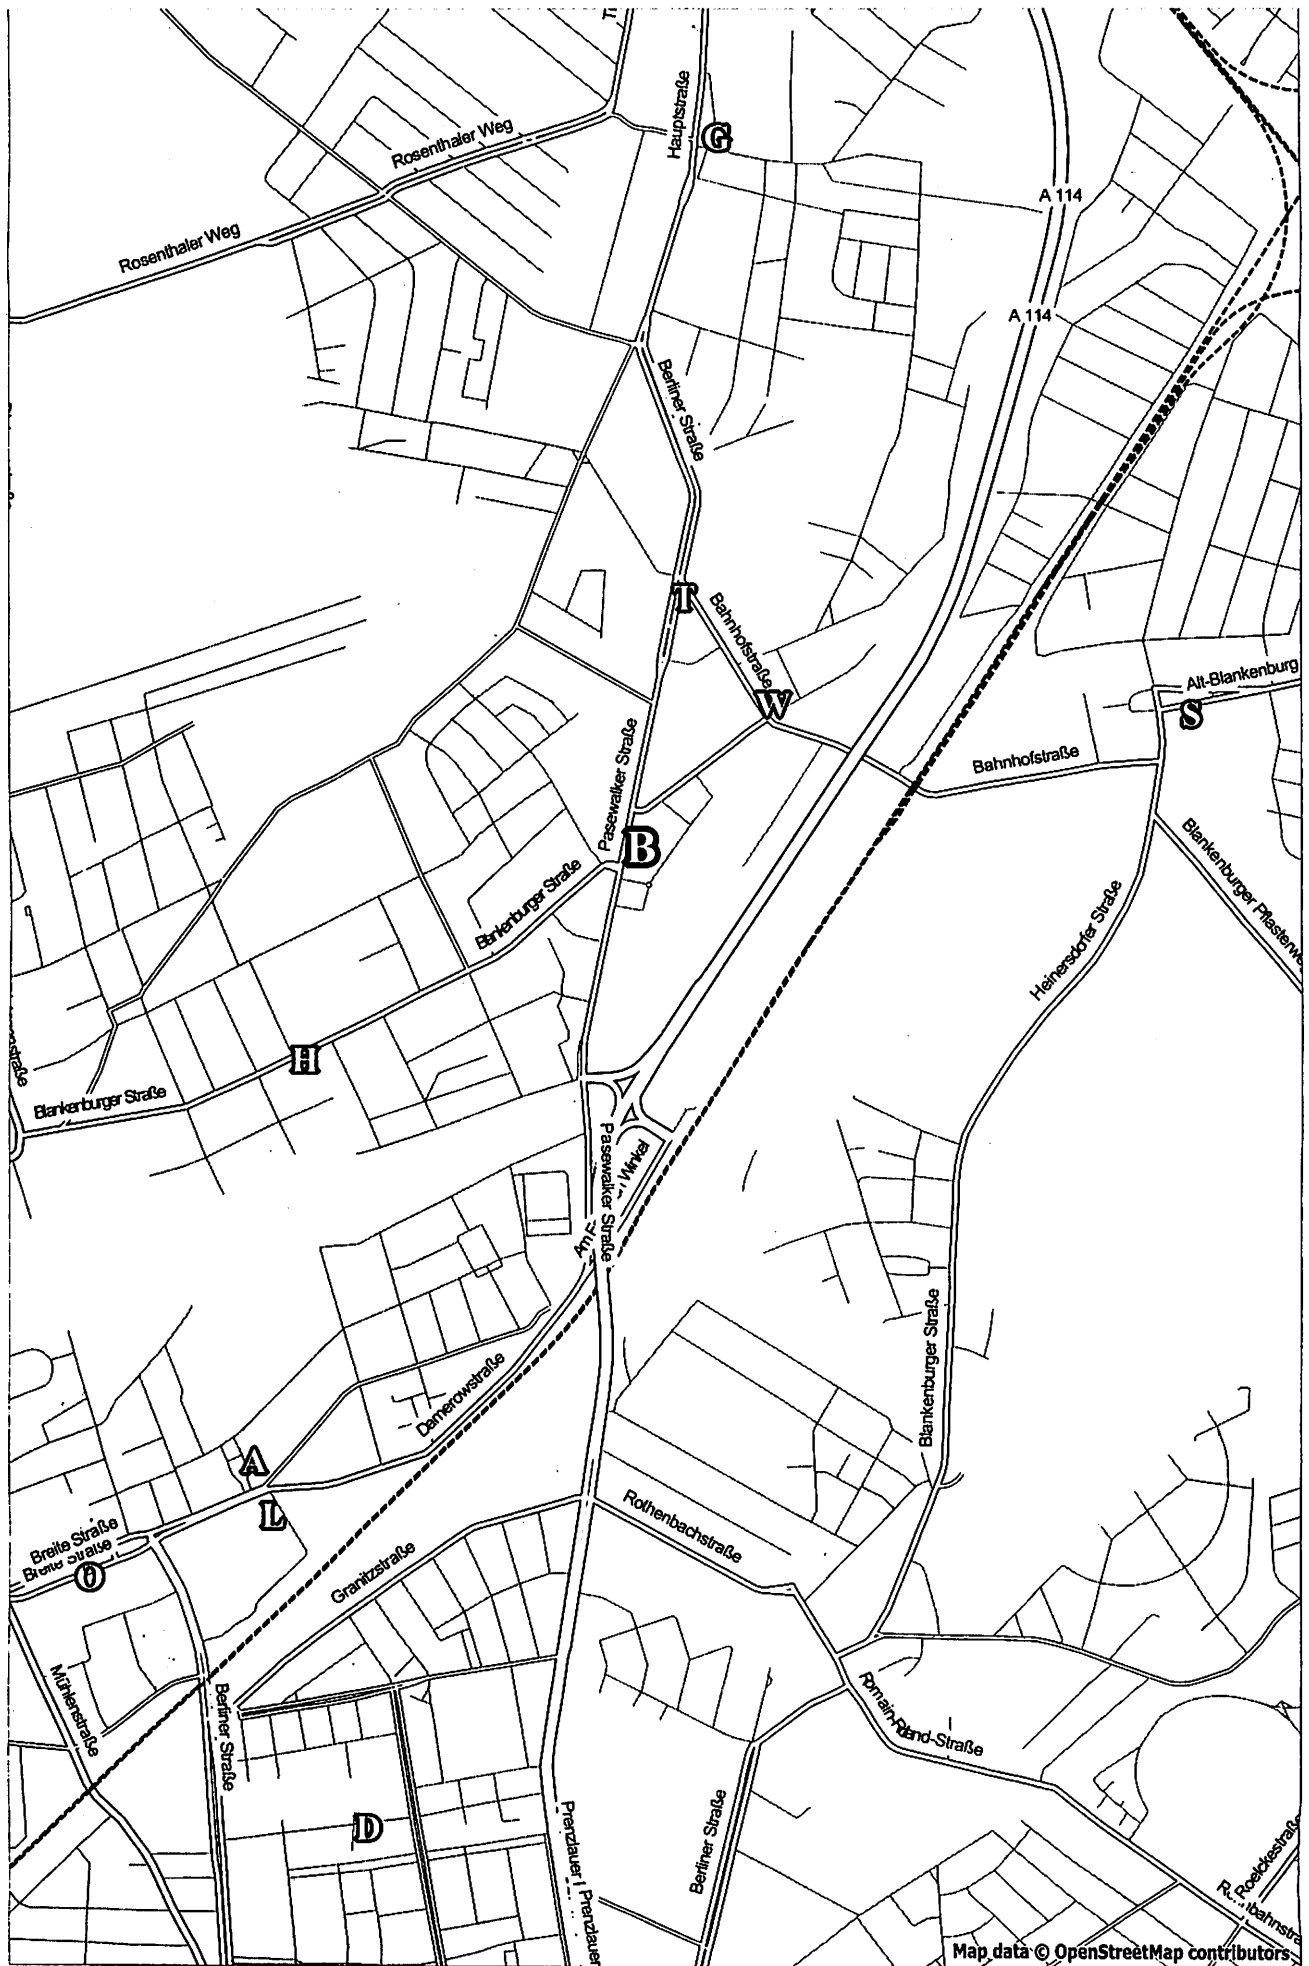 Hauptstraße
Rosenthaler Weg
G
A 114
Rosenthaler Weg
A 114
Berliner Straße
T
Bahnhofstraße
Alt-Blankenburg
W
S
Pasewalker Straße
Bahnhofstraße
B
Blankenburger Straße
Blankenburger Pflasterwe
Heinersdorfer Straße
H
Blankenburger Straße
Pasewalker Straße
Winkel
Am
Blankenburger Straße
Damerowstraße
A
L
Rothenbachstraße
Breite Straße
Breite Straße
O
Granitzstraße
Mühlenstraße
Berliner Straße
Romain-Rolland-Straße
D
Prenzlauer
Berliner Straße
Roelckestraße
Prenzlauer
Map data © OpenStreetMap contributors